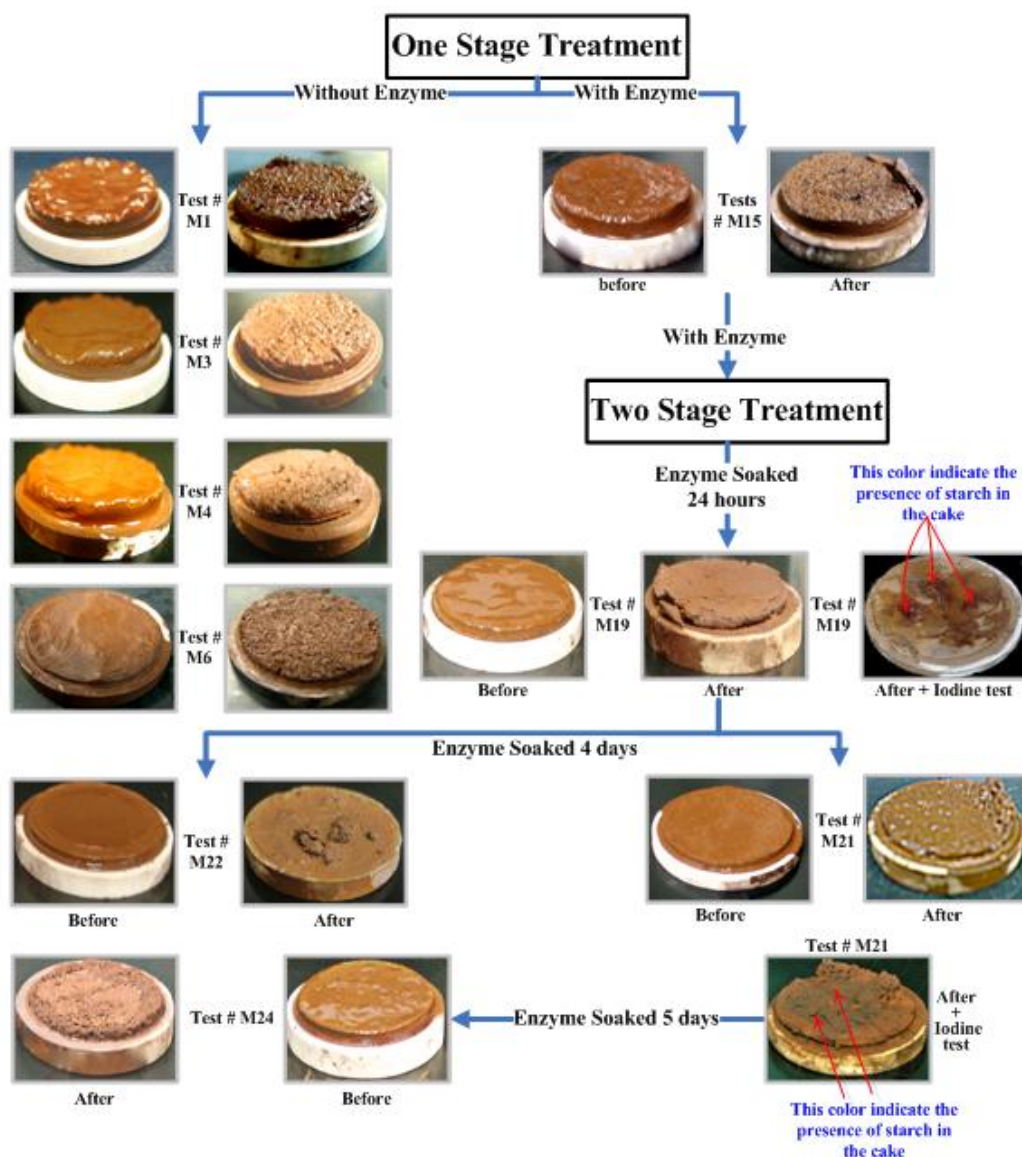 One Stage Treatment
Without Enzyme
With Enzyme
Test #
M1
Tests
# M15
before
After
Test #
M3
With Enzyme
Two Stage Treatment
Test #
M4
Enzyme Soaked
24 hours
This color indicate the
presence of starch in
the cake
Test #
M6
Test #
M19
Test #
M19
Before
After
After + Iodine test
Enzyme Soaked 4 days
Test #
M22
Test #
M21
Before
After
Before
After
Test # M21
Test # M24
Enzyme Soaked 5 days
After
+
Iodine
test
After
Before
This color indicate the
presence of starch in
the cake